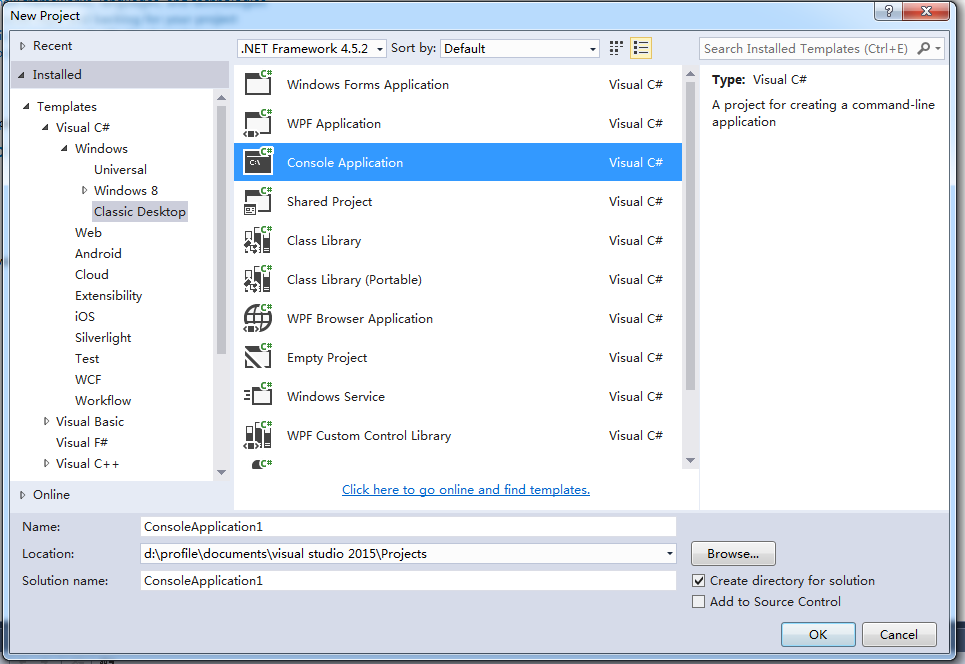 New Project
Recent
.NET Framework 4.5.2
Sort by:
Default
Search Installed Templates (Ctrl+E)
Installed
Templates
Visual C#
Windows
Universal
Windows 8
Classic Desktop
Web
Android
Cloud
Extensibility
iOS
Silverlight
Test
WCF
Workflow
Visual Basic
Visual F#
Visual C++
Online
Windows Forms Application Visual C#
WPF Application Visual C#
Console Application Visual C#
Shared Project Visual C#
Class Library Visual C#
Class Library (Portable) Visual C#
WPF Browser Application Visual C#
Empty Project Visual C#
Windows Service Visual C#
WPF Custom Control Library Visual C#
Click here to go online and find templates.
Type: Visual C#
A project for creating a command-line
application
Name: ConsoleApplication1
Location: d:\profile\documents\visual studio 2015\Projects
Browse...
Solution name: ConsoleApplication1
Create directory for solution
Add to Source Control
OK
Cancel